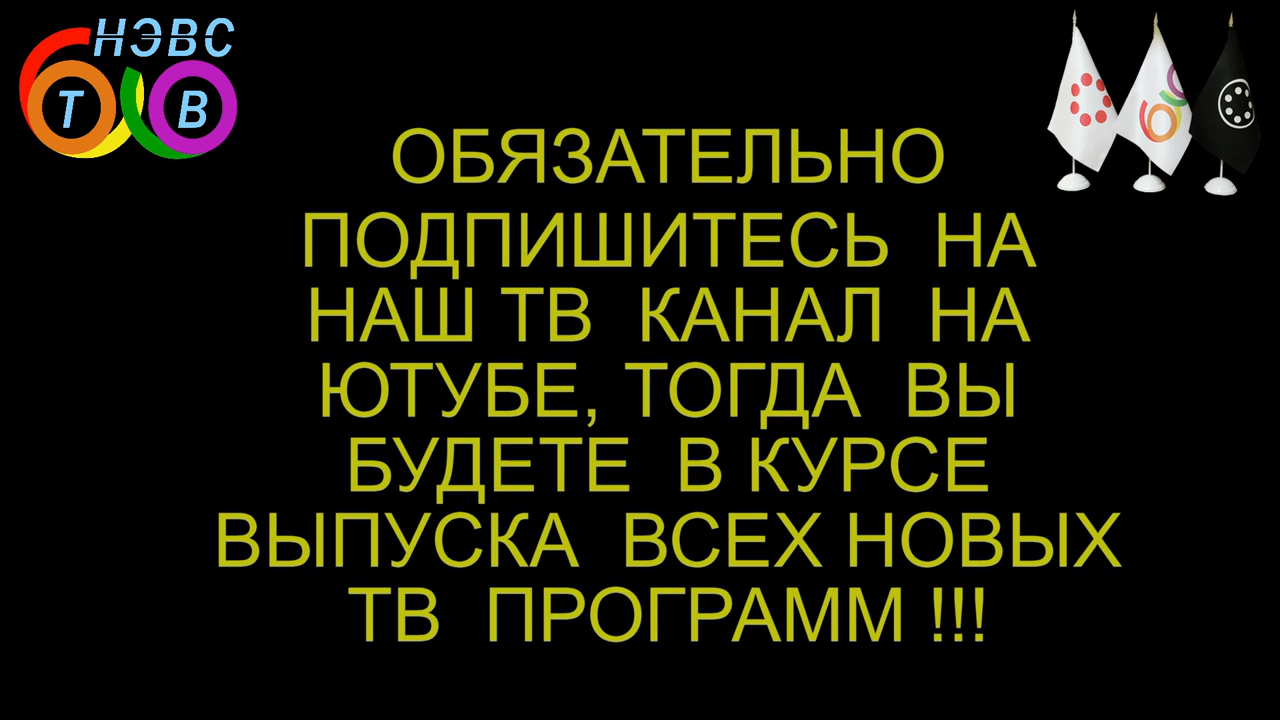 НЭВС
Т В
ОБЯЗАТЕЛЬНО
ПОДПИШИТЕСЬ НА
НАШ ТВ КАНАЛ НА
ЮТУБЕ, ТОГДА ВЫ
БУДЕТЕ В КУРСЕ
ВЫПУСКА ВСЕХ НОВЫХ
ТВ ПРОГРАММ !!!